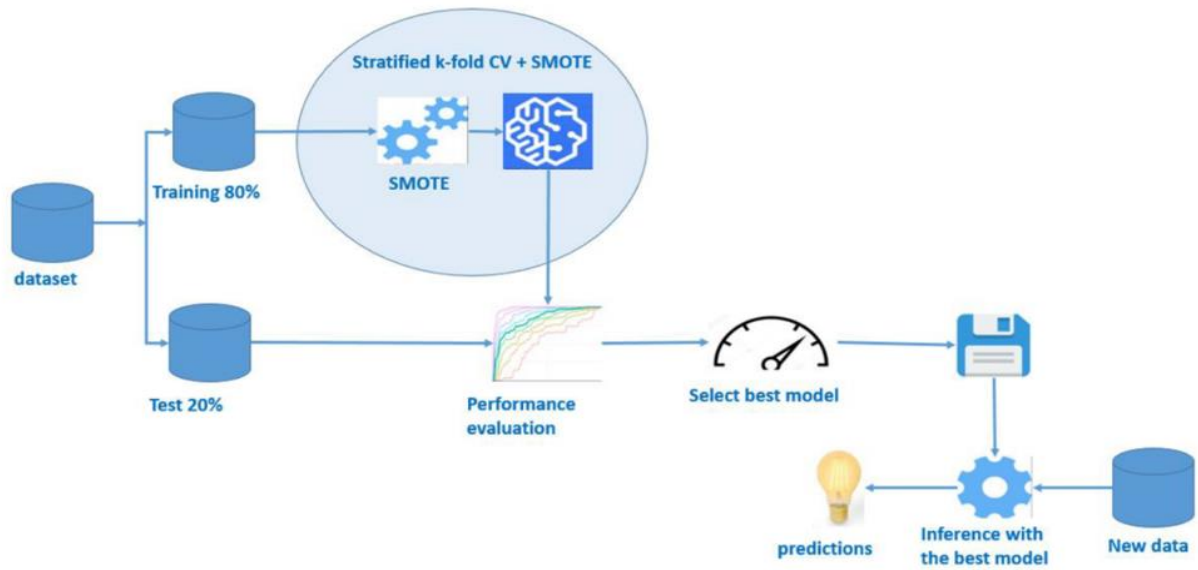 Stratified k-fold CV + SMOTE
SMOTE
Training 80%
dataset
Test 20%
Performance
evaluation
Select best model
predictions
Inference with
the best model
New data